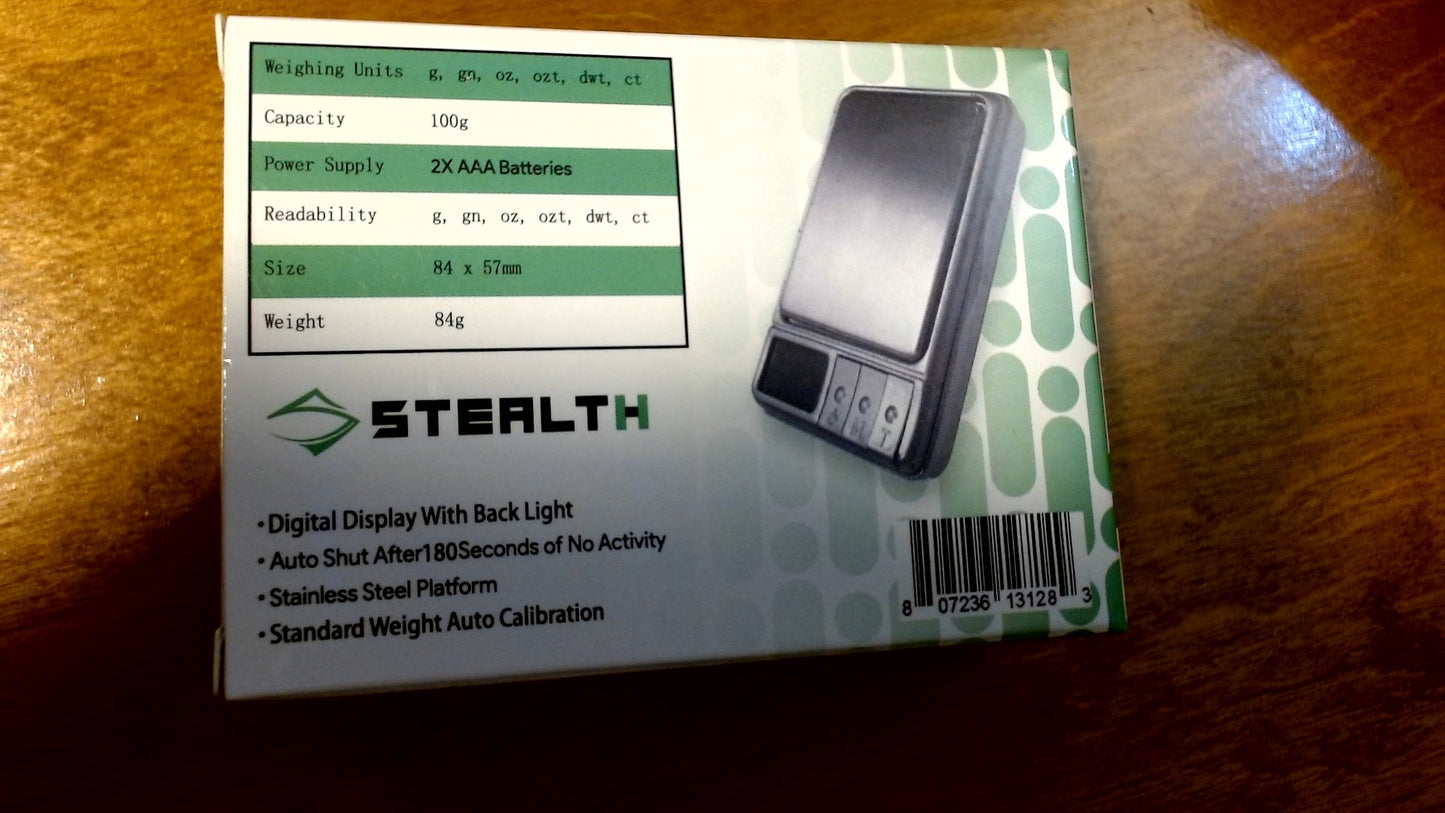 Weighing Units g, gn, oz, ozt, dwt, ct
Capacity 100g
Power Supply 2X AAA Batteries
Readability g, gn, oz, ozt, dwt, ct
Size 84 x 57mm
Weight 84g
STEALTH
•Digital Display With Back Light
•Auto Shut After180Seconds of No Activity
•Stainless Steel Platform
•Standard Weight Auto Calibration
M T
8 07236 13128 3